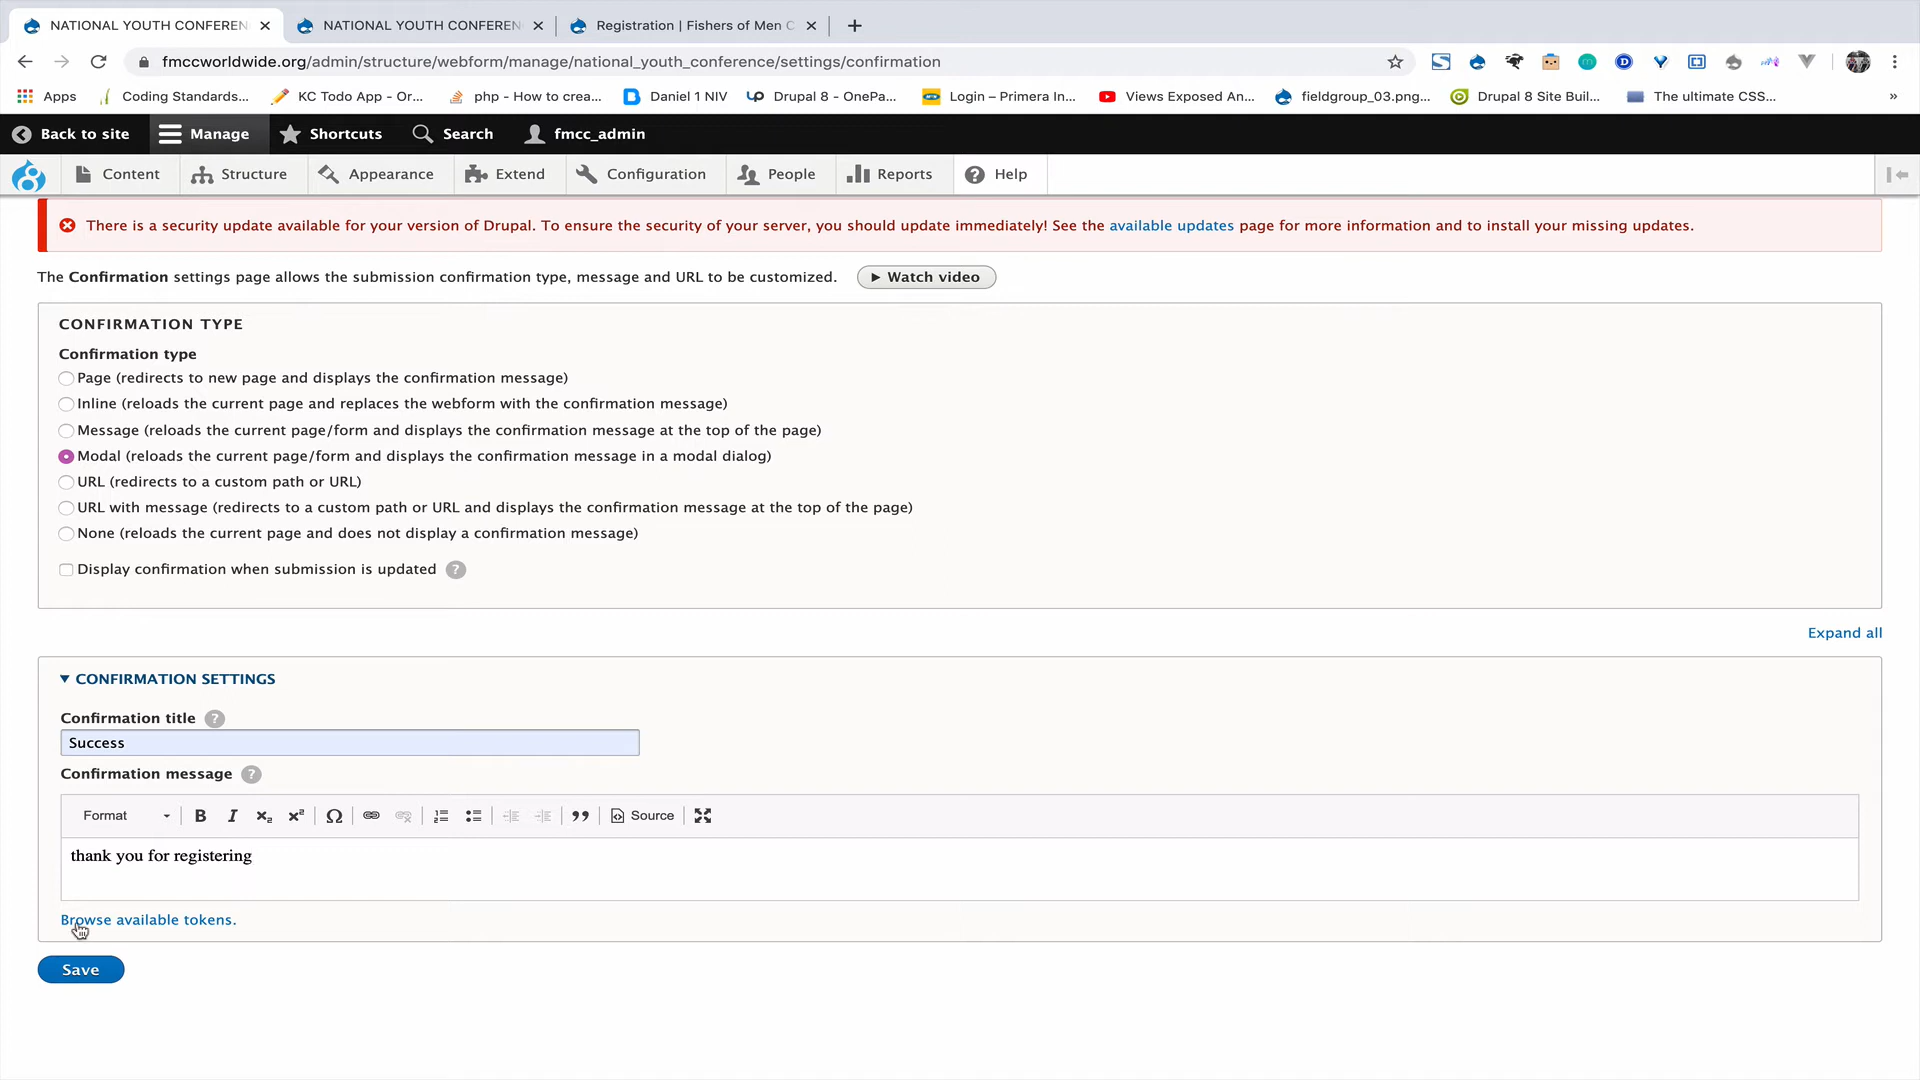 NATIONAL YOUTH CONFEREN
NATIONAL YOUTH CONFEREN
Registration | Fishers of Men C
fmccworldwide.org/admin/structure/webform/manage/national_youth_conference/settings/confirmation
Apps
Coding Standards...
KC Todo App - Or...
php - How to crea...
Daniel 1 NIV
Drupal 8 - OnePa...
Login – Primera In...
Views Exposed An...
fieldgroup_03.png...
Drupal 8 Site Buil...
The ultimate CSS...
»
Back to site
Manage
Shortcuts
Search
fmcc_admin
Content
Structure
Appearance
Extend
Configuration
People
Reports
Help
There is a security update available for your version of Drupal. To ensure the security of your server, you should update immediately! See the available updates page for more information and to install your missing updates.
The Confirmation settings page allows the submission confirmation type, message and URL to be customized.
Watch video
CONFIRMATION TYPE
Confirmation type
Page (redirects to new page and displays the confirmation message)
Inline (reloads the current page and replaces the webform with the confirmation message)
Message (reloads the current page/form and displays the confirmation message at the top of the page)
Modal (reloads the current page/form and displays the confirmation message in a modal dialog)
URL (redirects to a custom path or URL)
URL with message (redirects to a custom path or URL and displays the confirmation message at the top of the page)
None (reloads the current page and does not display a confirmation message)
Display confirmation when submission is updated ?
Expand all
CONFIRMATION SETTINGS
Confirmation title ?
Success
Confirmation message ?
Format
B
I
x₂
x²
Ω
Source
thank you for registering
Browse available tokens.
Save